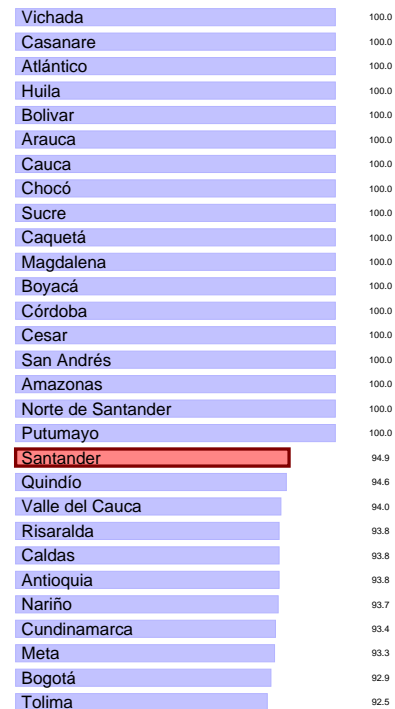 Vichada 100.0
Casanare 100.0
Atlántico 100.0
Huila 100.0
Bolivar 100.0
Arauca 100.0
Cauca 100.0
Chocó 100.0
Sucre 100.0
Caquetá 100.0
Magdalena 100.0
Boyacá 100.0
Córdoba 100.0
Cesar 100.0
San Andrés 100.0
Amazonas 100.0
Norte de Santander 100.0
Putumayo 100.0
Santander 94.9
Quindío 94.6
Valle del Cauca 94.0
Risaralda 93.8
Caldas 93.8
Antioquia 93.8
Nariño 93.7
Cundinamarca 93.4
Meta 93.3
Bogotá 92.9
Tolima 92.5